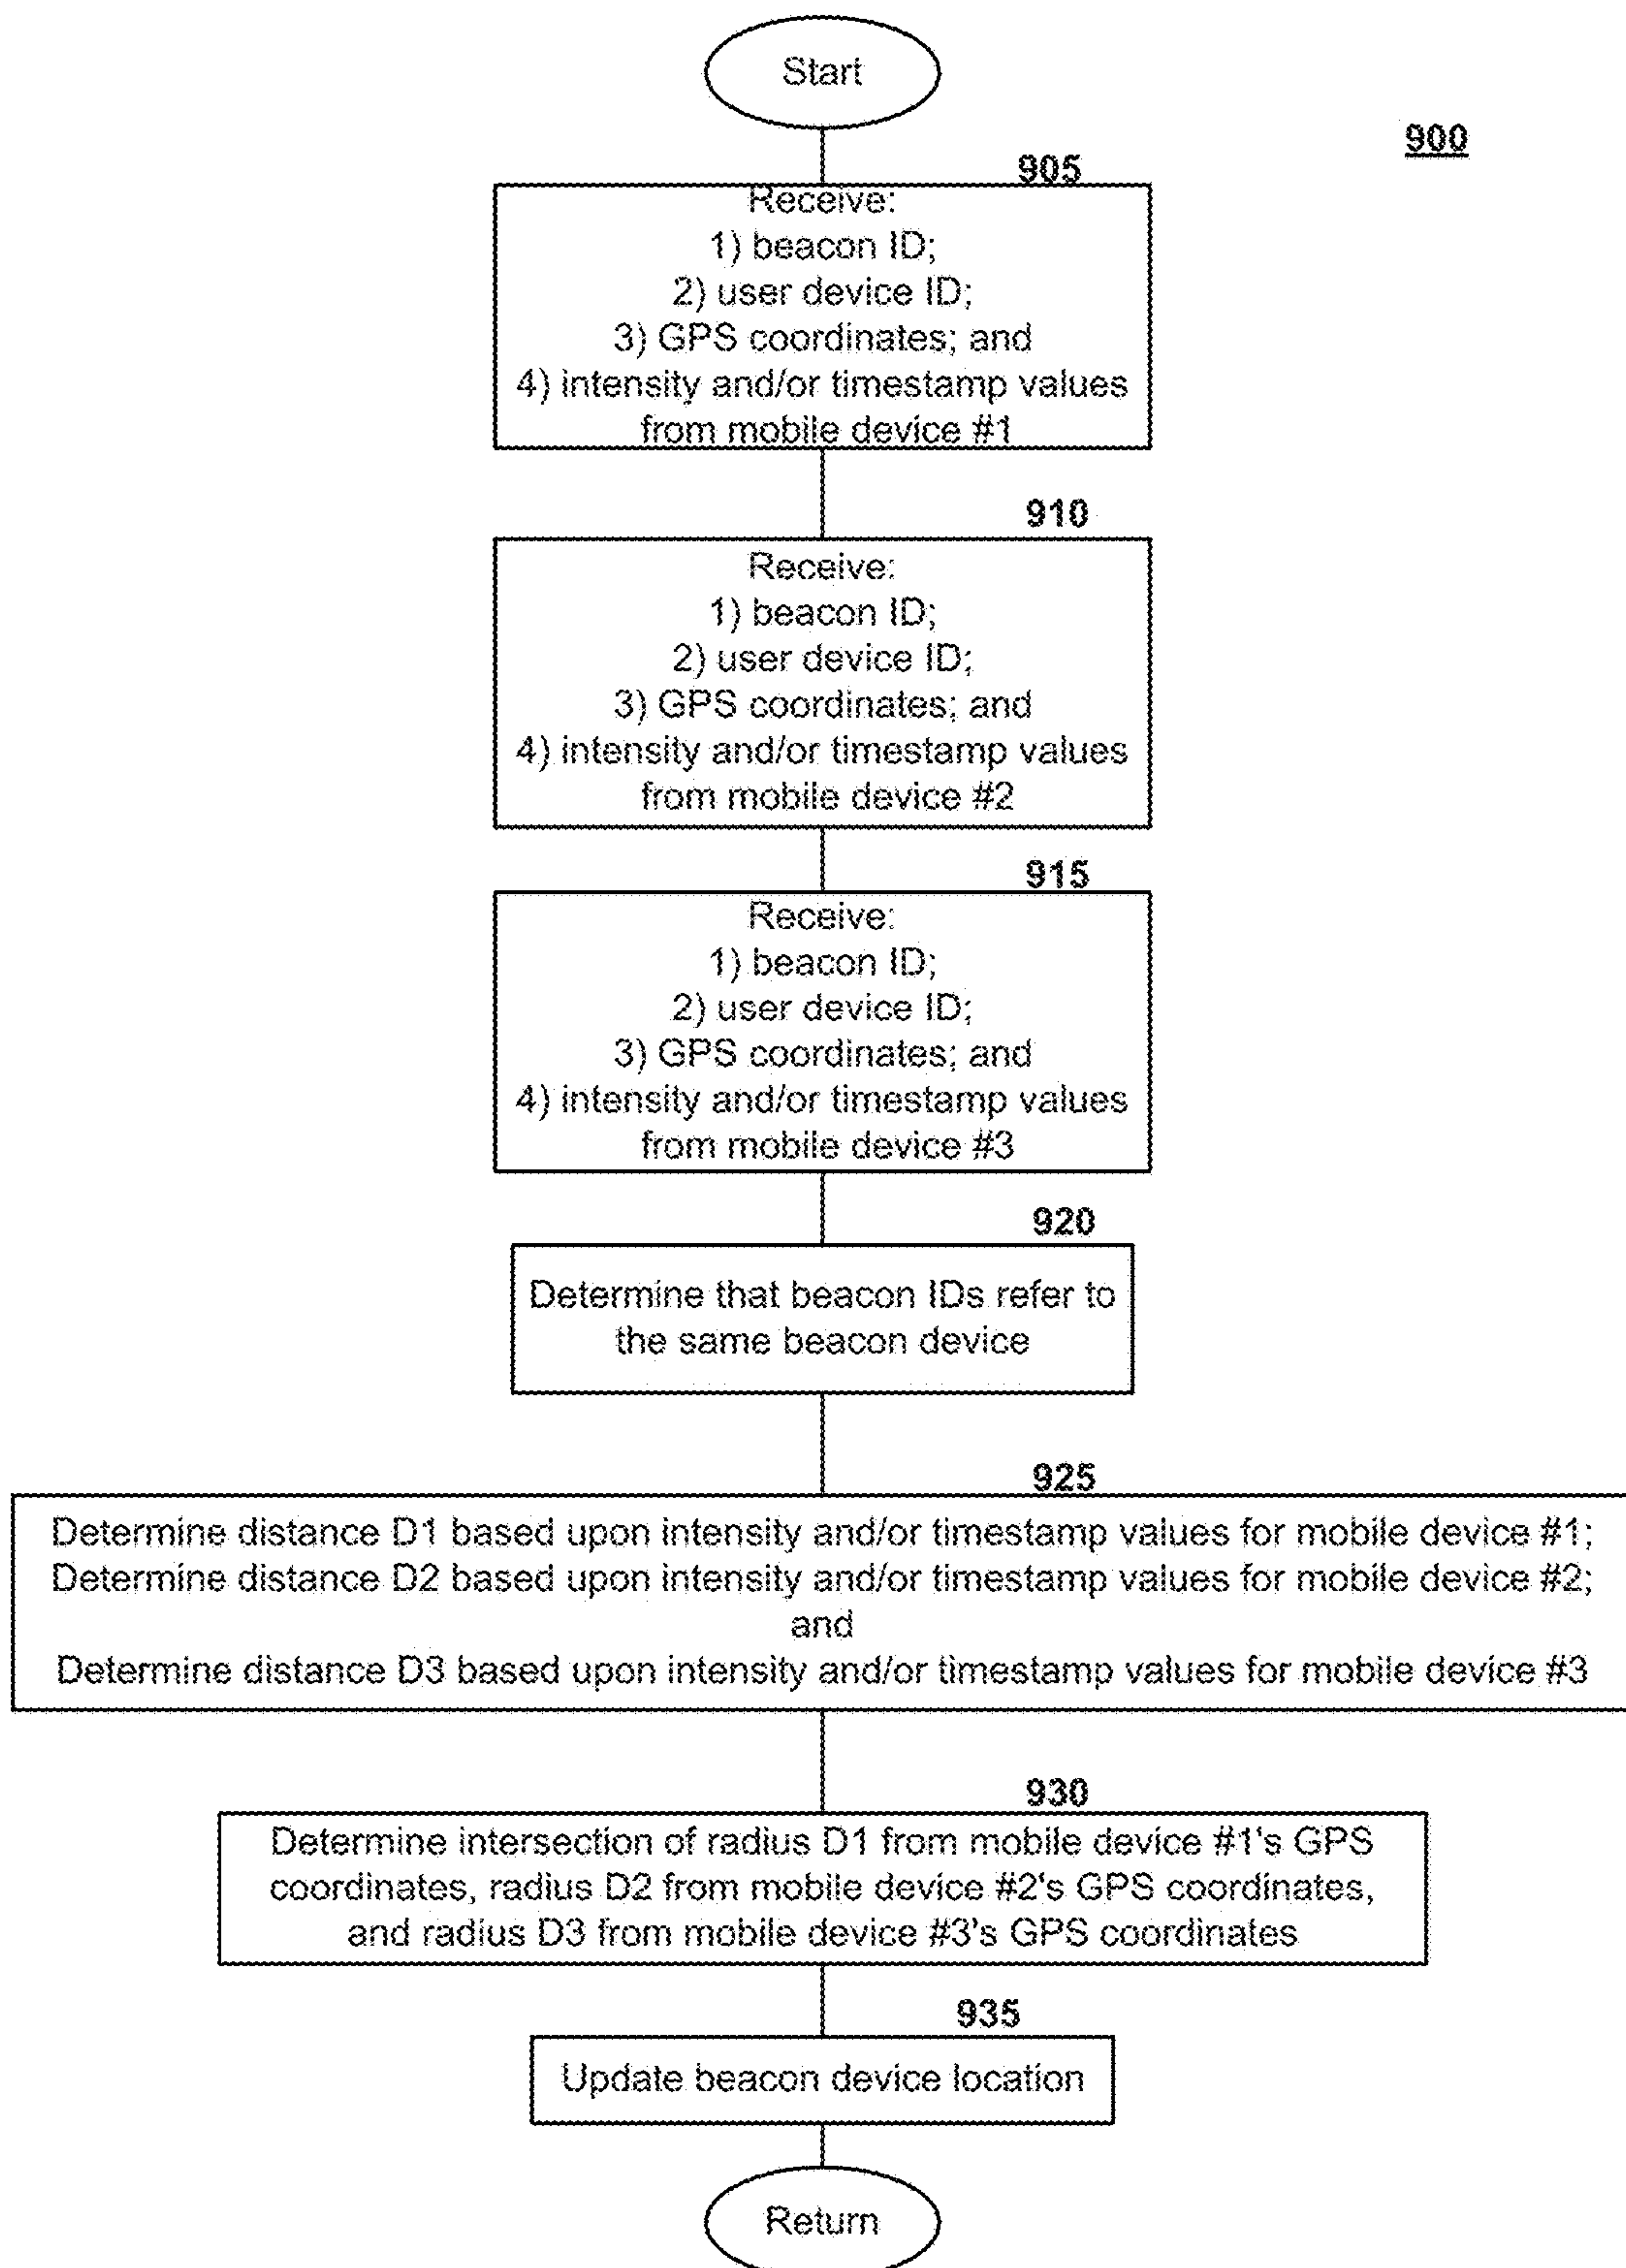 Start
900
905
Receive:
1) beacon ID;
2) user device ID;
3) GPS coordinates; and
4) intensity and/or timestamp values
from mobile device #1
910
Receive:
1) beacon ID;
2) user device ID;
3) GPS coordinates; and
4) intensity and/or timestamp values
from mobile device #2
915
Receive:
1) beacon ID;
2) user device ID;
3) GPS coordinates; and
4) intensity and/or timestamp values
from mobile device #3
920
Determine that beacon IDs refer to
the same beacon device
925
Determine distance D1 based upon intensity and/or timestamp values for mobile device #1;
Determine distance D2 based upon intensity and/or timestamp values for mobile device #2;
and
Determine distance D3 based upon intensity and/or timestamp values for mobile device #3
930
Determine intersection of radius D1 from mobile device #1's GPS
coordinates, radius D2 from mobile device #2's GPS coordinates,
and radius D3 from mobile device #3's GPS coordinates
935
Update beacon device location
Return